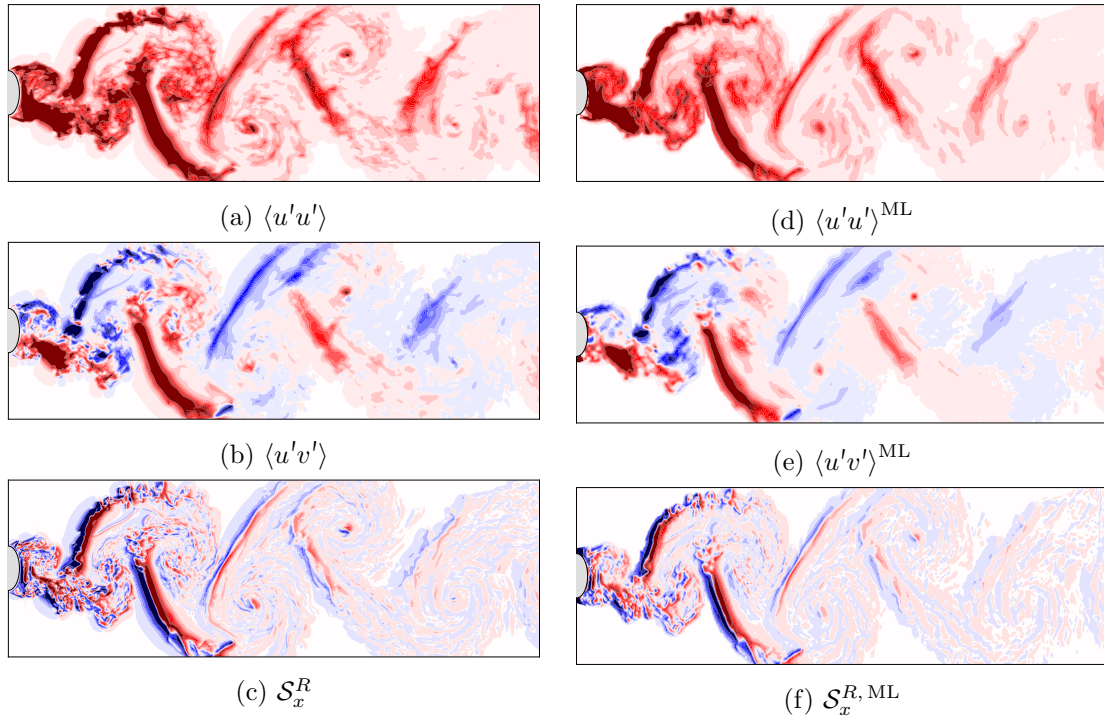 (a) ⟨u′u′⟩
(d) ⟨u′u′⟩^ML
(b) ⟨u′v′⟩
(e) ⟨u′v′⟩^ML
(c) 𝒮_x^R
(f) 𝒮_x^{R, ML}